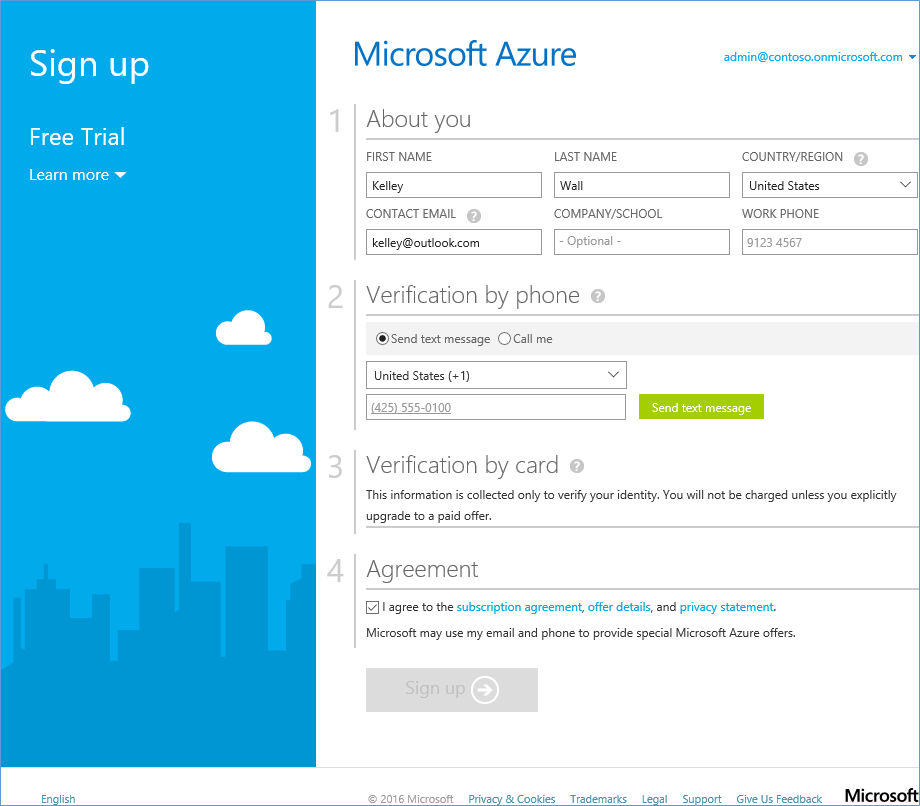 Sign up
Free Trial
Learn more
Microsoft Azure
admin@contoso.onmicrosoft.com
1 About you
FIRST NAME LAST NAME COUNTRY/REGION ?
Kelley Wall United States
CONTACT EMAIL ? COMPANY/SCHOOL WORK PHONE
kelley@outlook.com - Optional - 9123 4567
2 Verification by phone ?
Send text message Call me
United States (+1)
(425) 555-0100 Send text message
3 Verification by card ?
This information is collected only to verify your identity. You will not be charged unless you explicitly
upgrade to a paid offer.
4 Agreement
I agree to the subscription agreement, offer details, and privacy statement.
Microsoft may use my email and phone to provide special Microsoft Azure offers.
Sign up
English © 2016 Microsoft Privacy & Cookies Trademarks Legal Support Give Us Feedback Microsoft